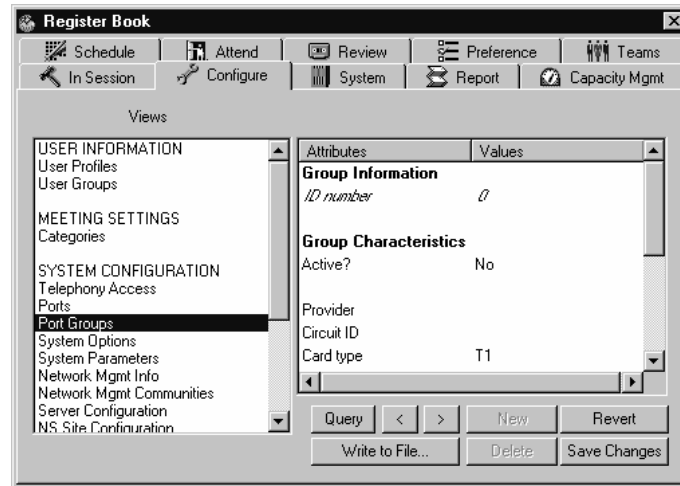 Register Book
Schedule Attend Review Preference Teams
In Session Configure System Report Capacity Mgmt
Views
USER INFORMATION
User Profiles
User Groups
MEETING SETTINGS
Categories
SYSTEM CONFIGURATION
Telephony Access
Ports
Port Groups
System Options
System Parameters
Network Mgmt Info
Network Mgmt Communities
Server Configuration
NS Site Configuration
Attributes Values
Group Information
ID number 0
Group Characteristics
Active? No
Provider
Circuit ID
Card type T1
Query < > New Revert
Write to File... Delete Save Changes